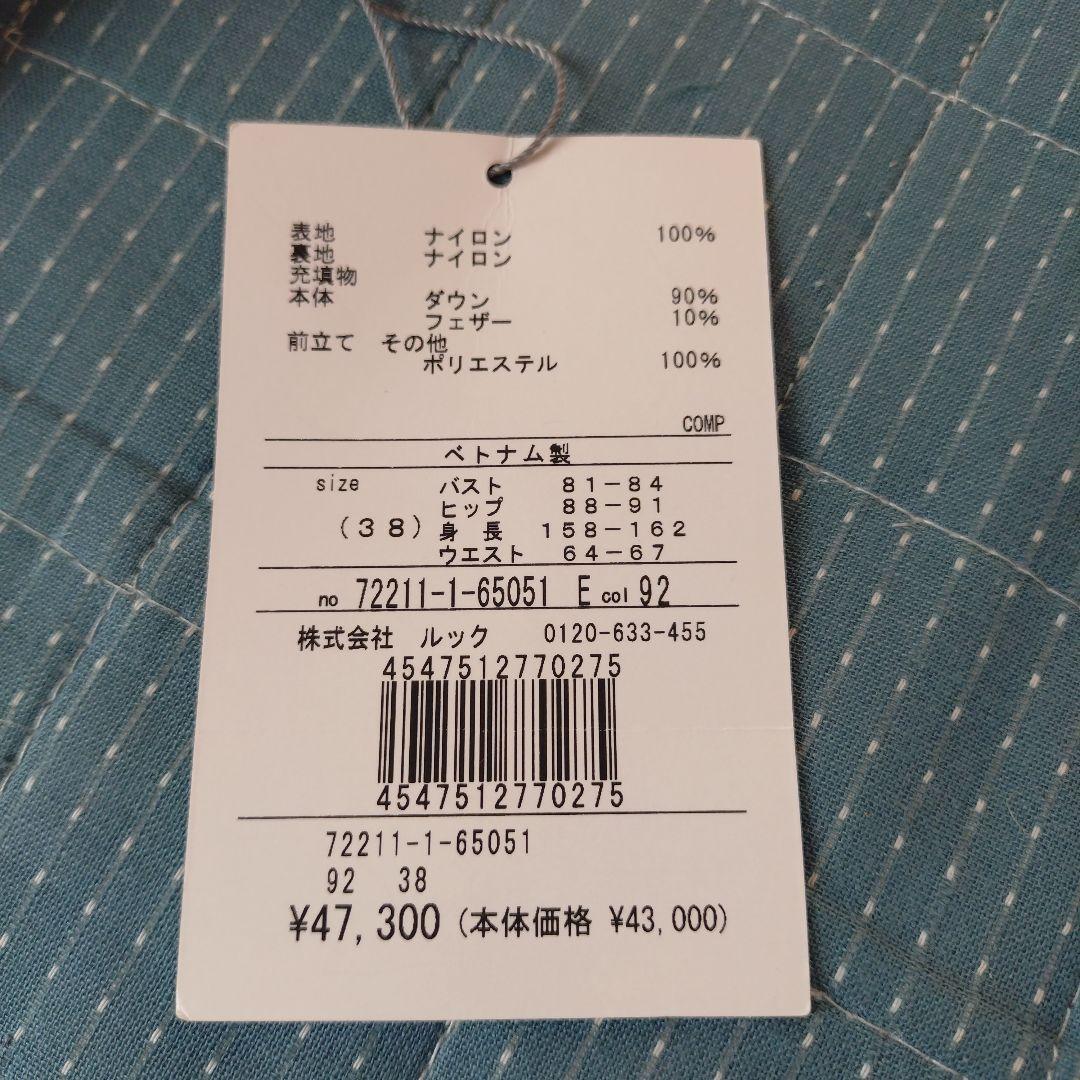 表地 ナイロン 100%
裏地 ナイロン
充填物
本体 ダウン 90%
フェザー 10%
前立て その他
ポリエステル 100%
COMP
ベトナム製
size バスト 81-84
ヒップ 88-91
(38) 身 長 158-162
ウエスト 64-67
no 72211-1-65051 E col 92
株式会社 ルック 0120-633-455
4547512770275
4547512770275
72211-1-65051
92 38
¥47,300 (本体価格 ¥43,000)